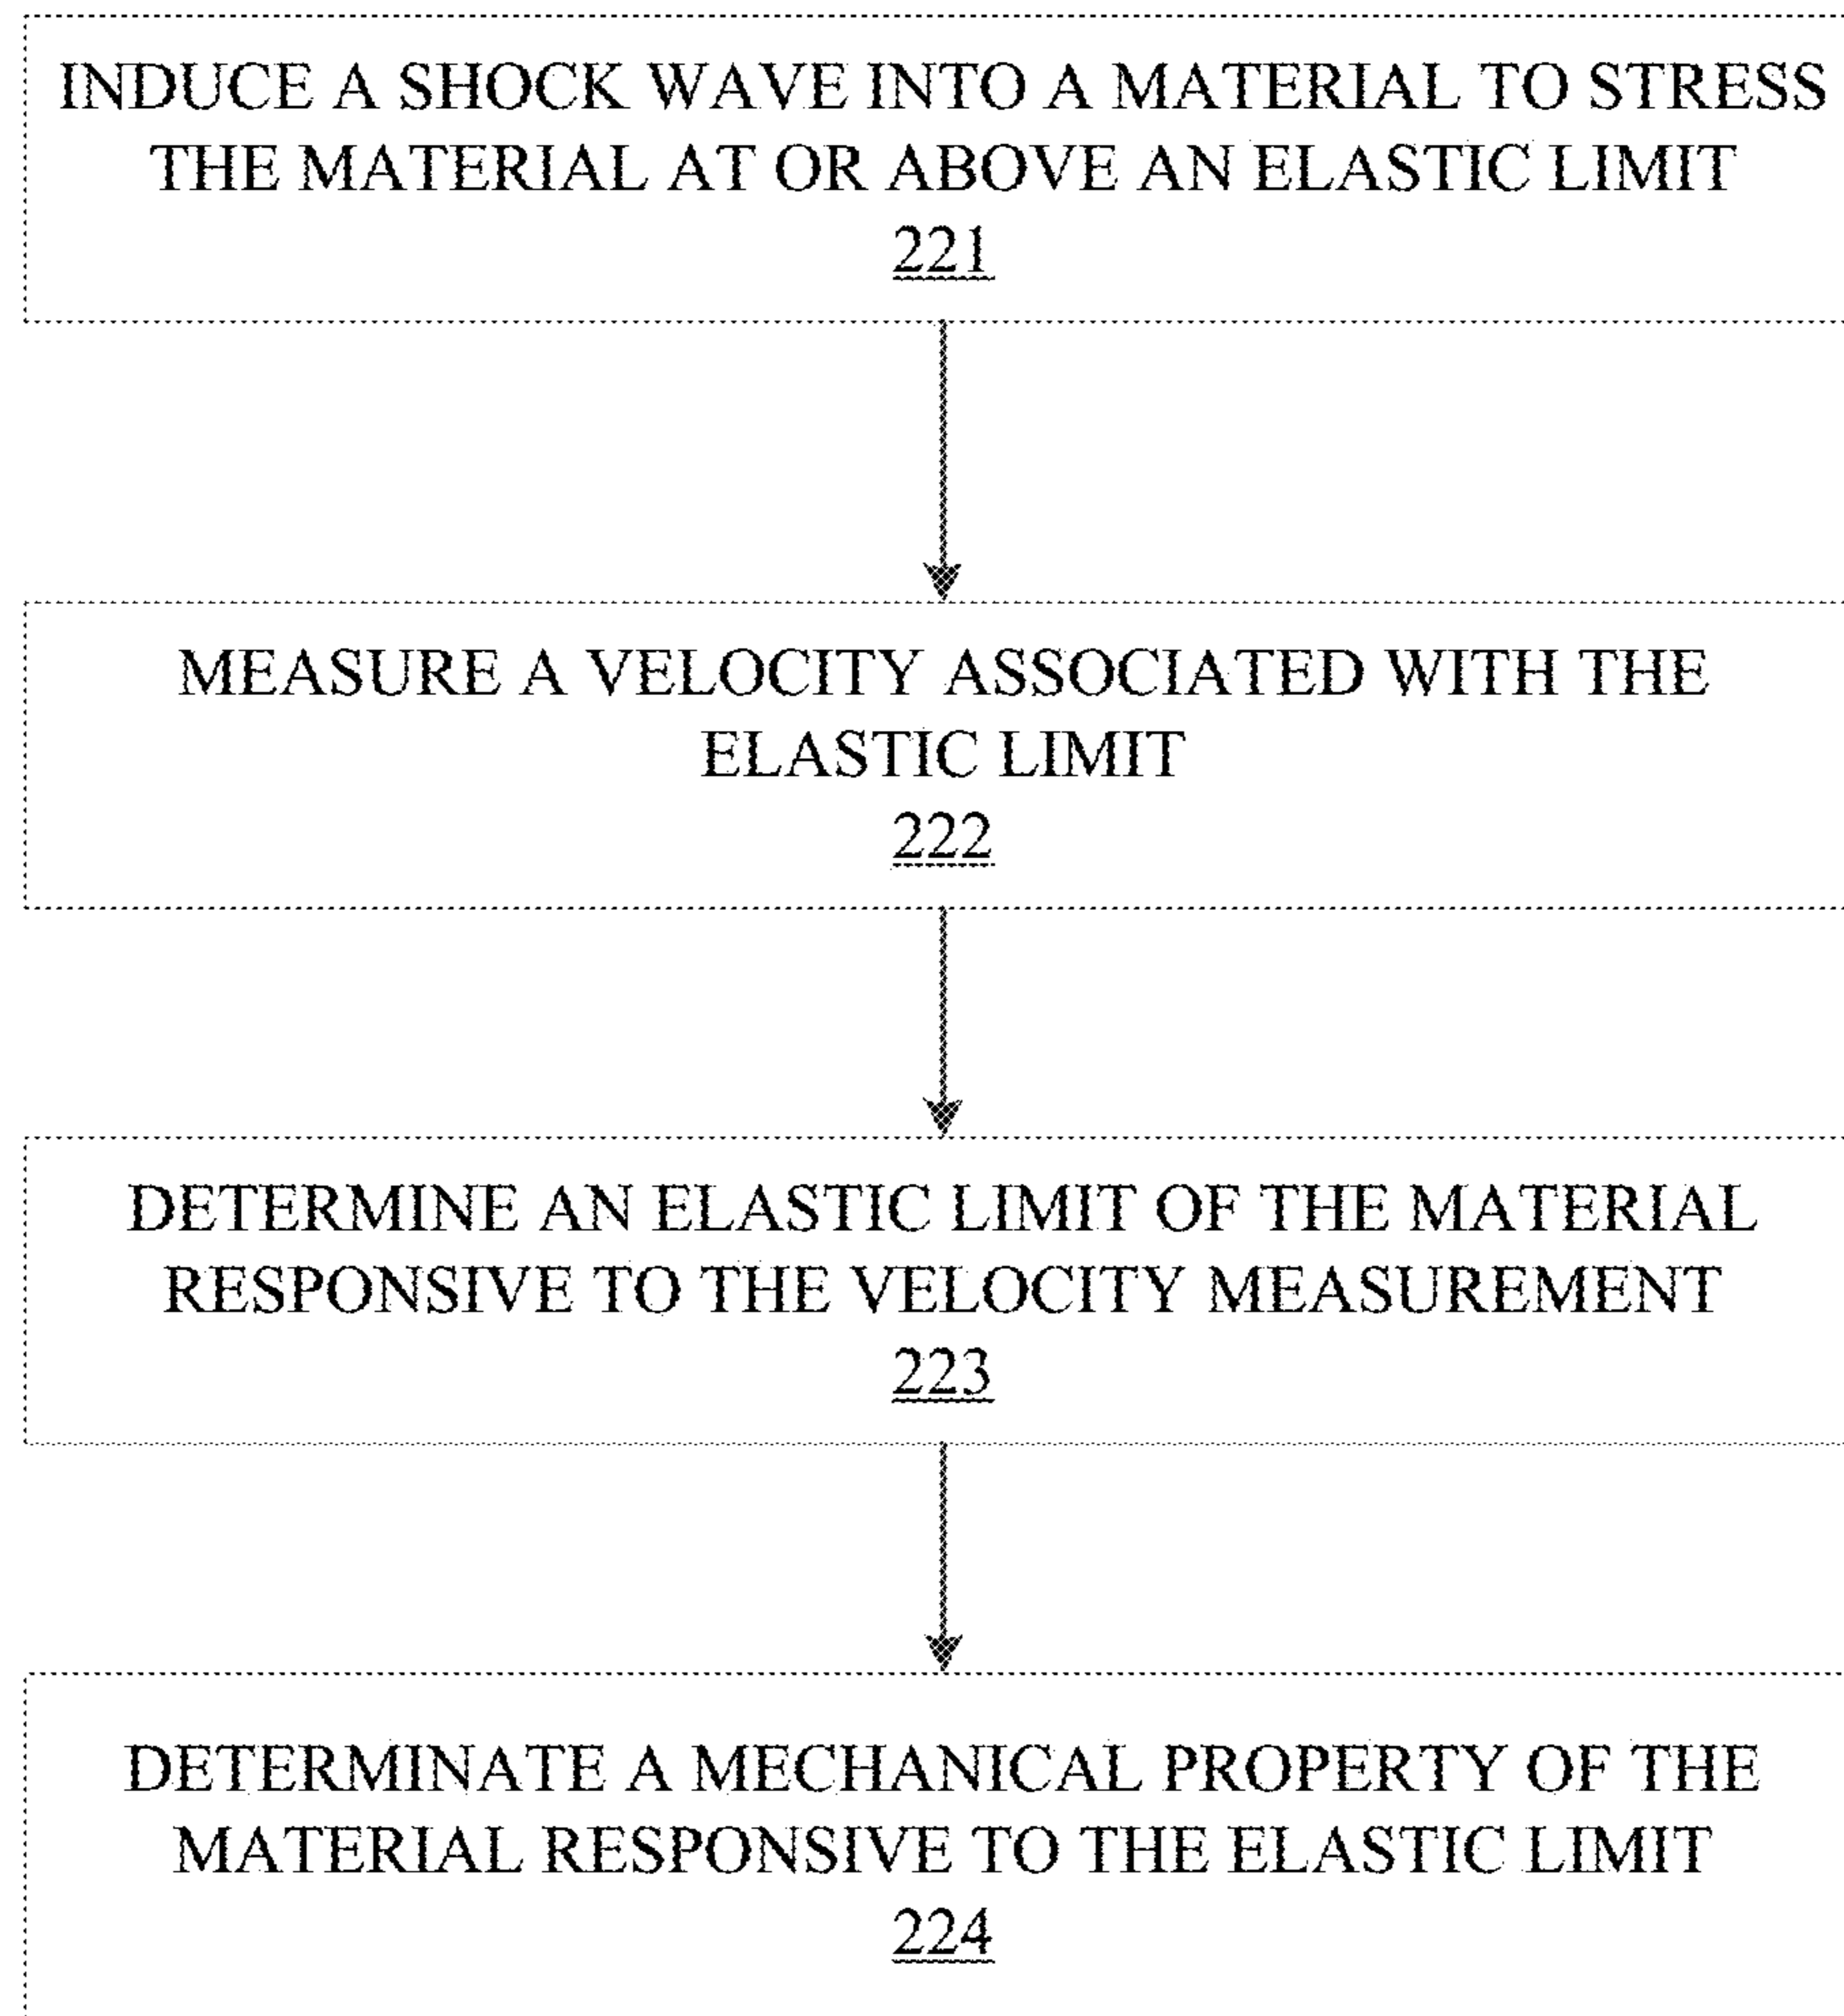 INDUCE A SHOCK WAVE INTO A MATERIAL TO STRESS
THE MATERIAL AT OR ABOVE AN ELASTIC LIMIT
221
MEASURE A VELOCITY ASSOCIATED WITH THE
ELASTIC LIMIT
222
DETERMINE AN ELASTIC LIMIT OF THE MATERIAL
RESPONSIVE TO THE VELOCITY MEASUREMENT
223
DETERMINATE A MECHANICAL PROPERTY OF THE
MATERIAL RESPONSIVE TO THE ELASTIC LIMIT
224